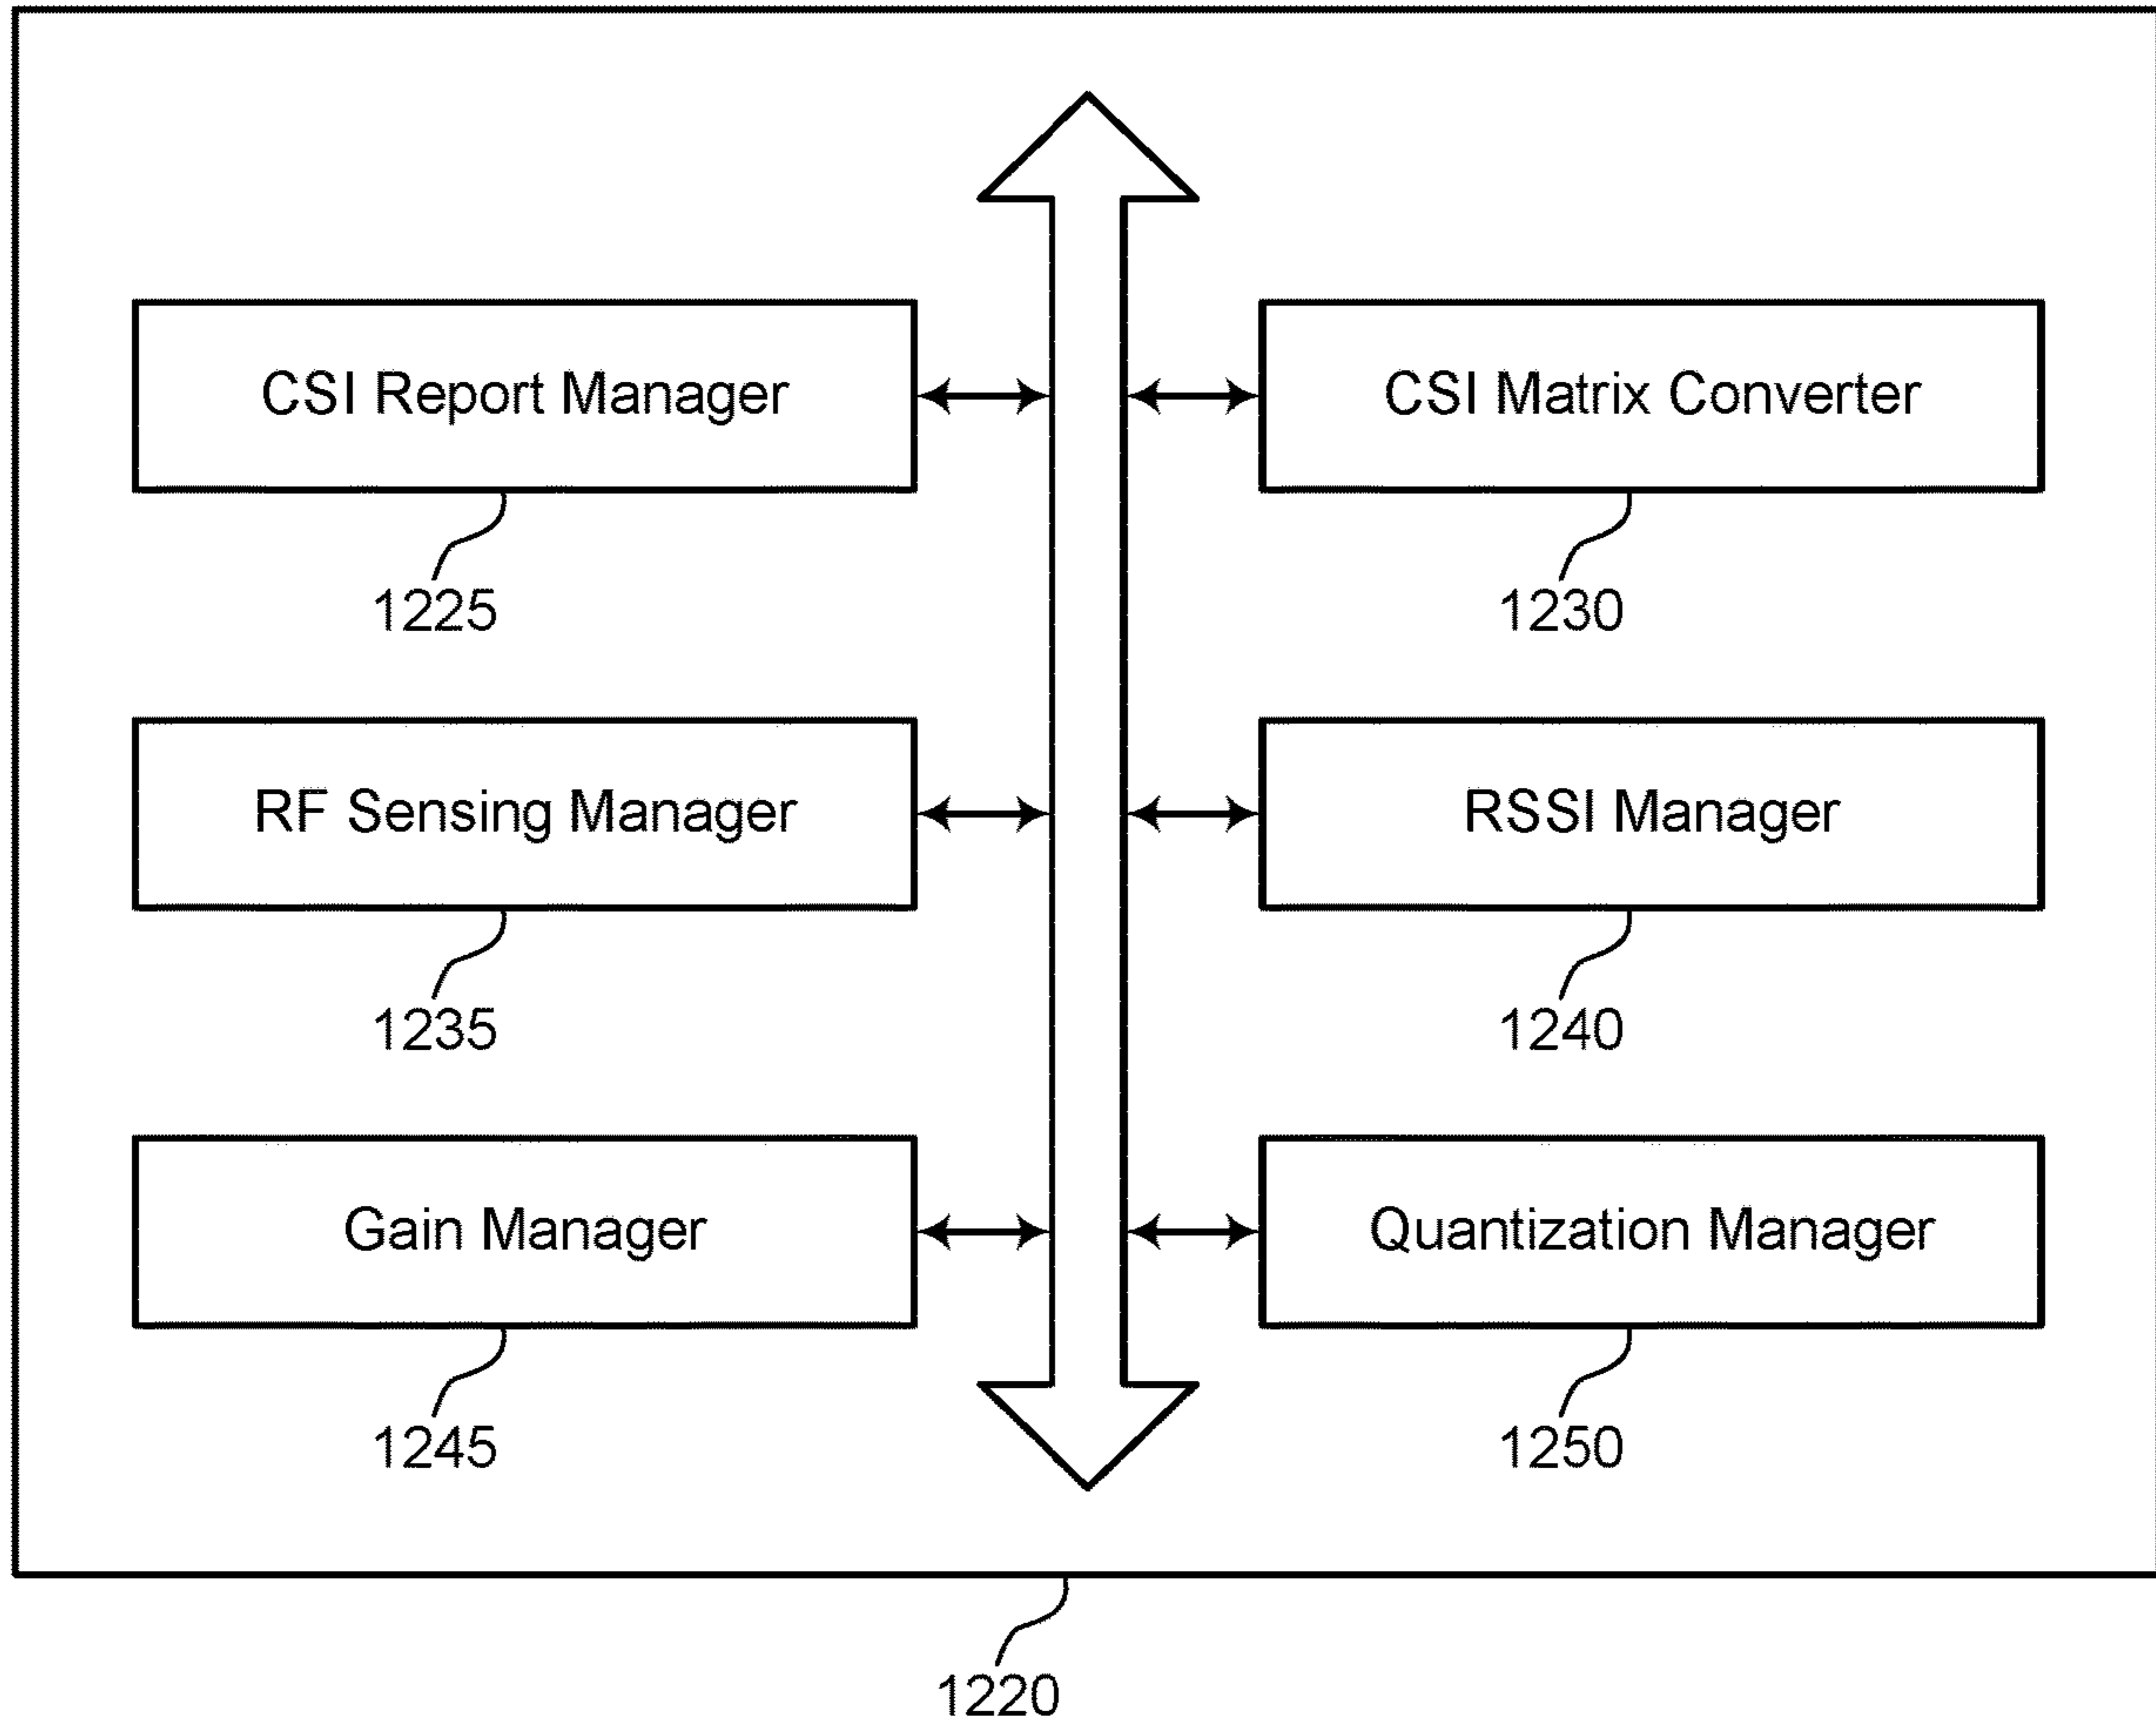 CSI Report Manager
CSI Matrix Converter
1225
1230
RF Sensing Manager
RSSI Manager
1235
1240
Gain Manager
Quantization Manager
1245
1250
1220